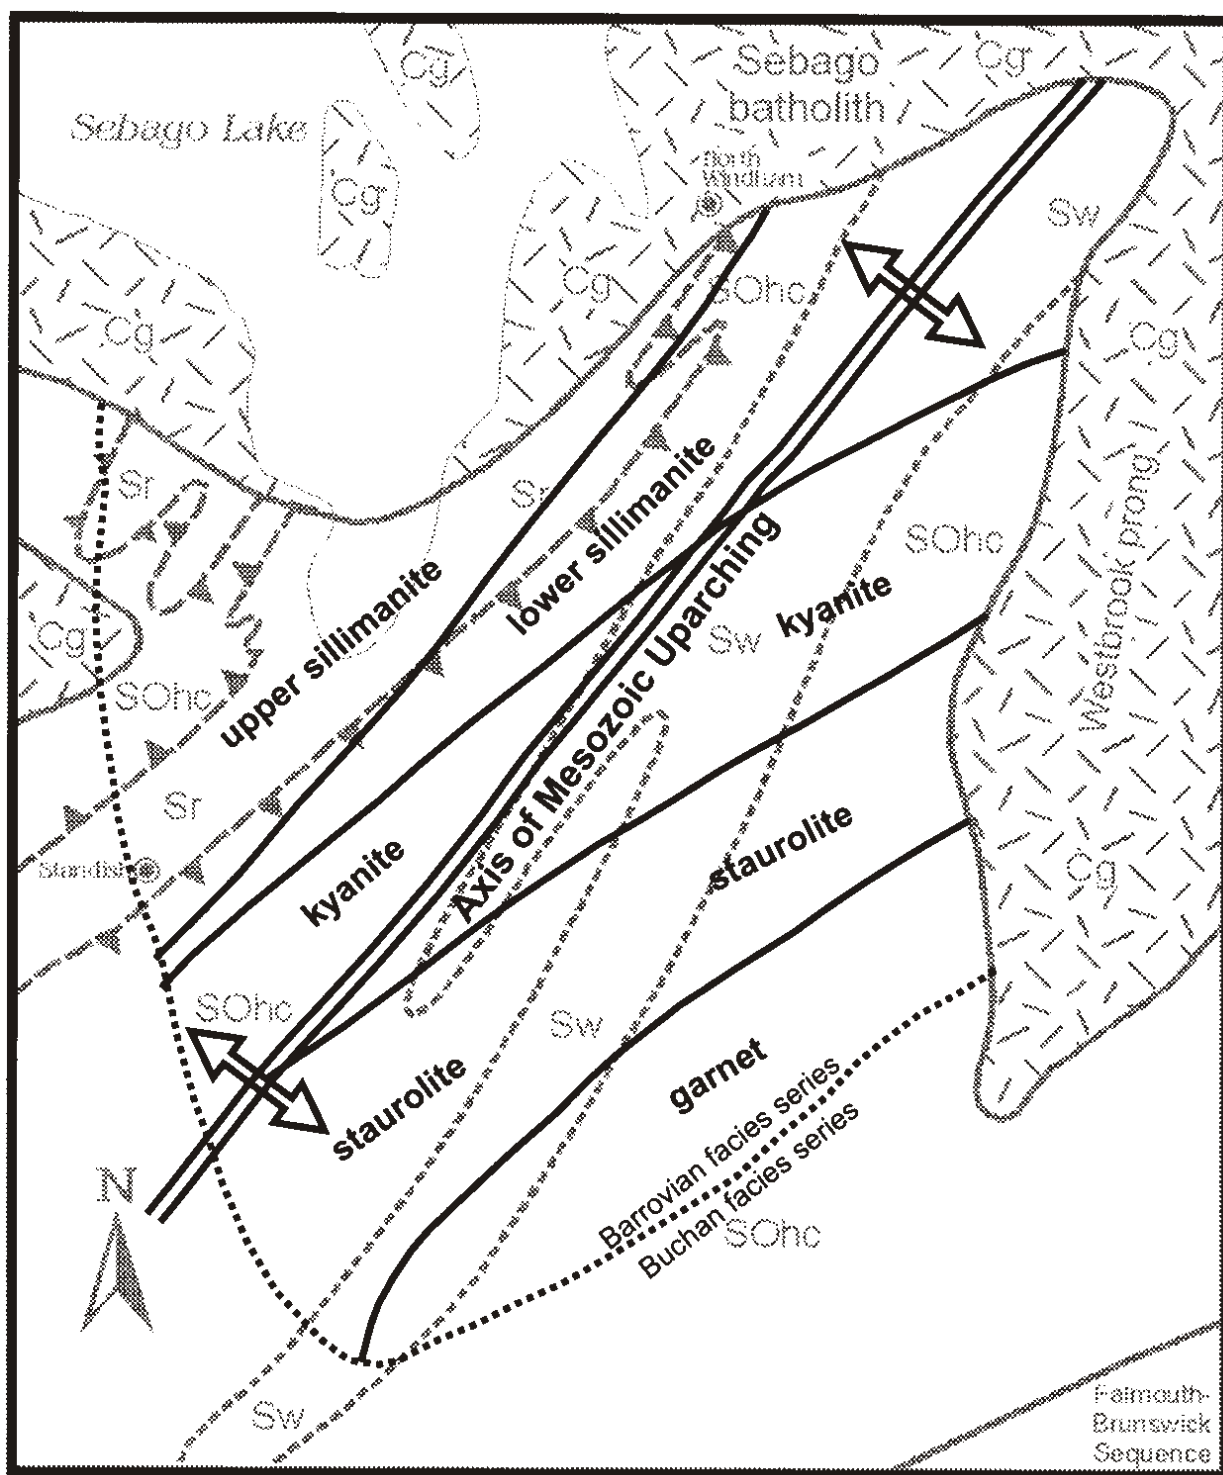 Cg
Sebago
batholith
Cg
Sebago Lake
Cg
North
Windham
Sw
Cg
SOhc
Cg
Cg
Sr
Sr
lower sillimanite
SOhc
Westbrook prong
upper sillimanite
Axis of Mesozoic Uparching
kyanite
Sw
Cg
SOhc
Sr
Standish
kyanite
staurolite
Cg
SOhc
Sw
staurolite
garnet
Barrovian facies series
Buchan facies series
SOhc
N
Sw
Falmouth-
Brunswick
Sequence